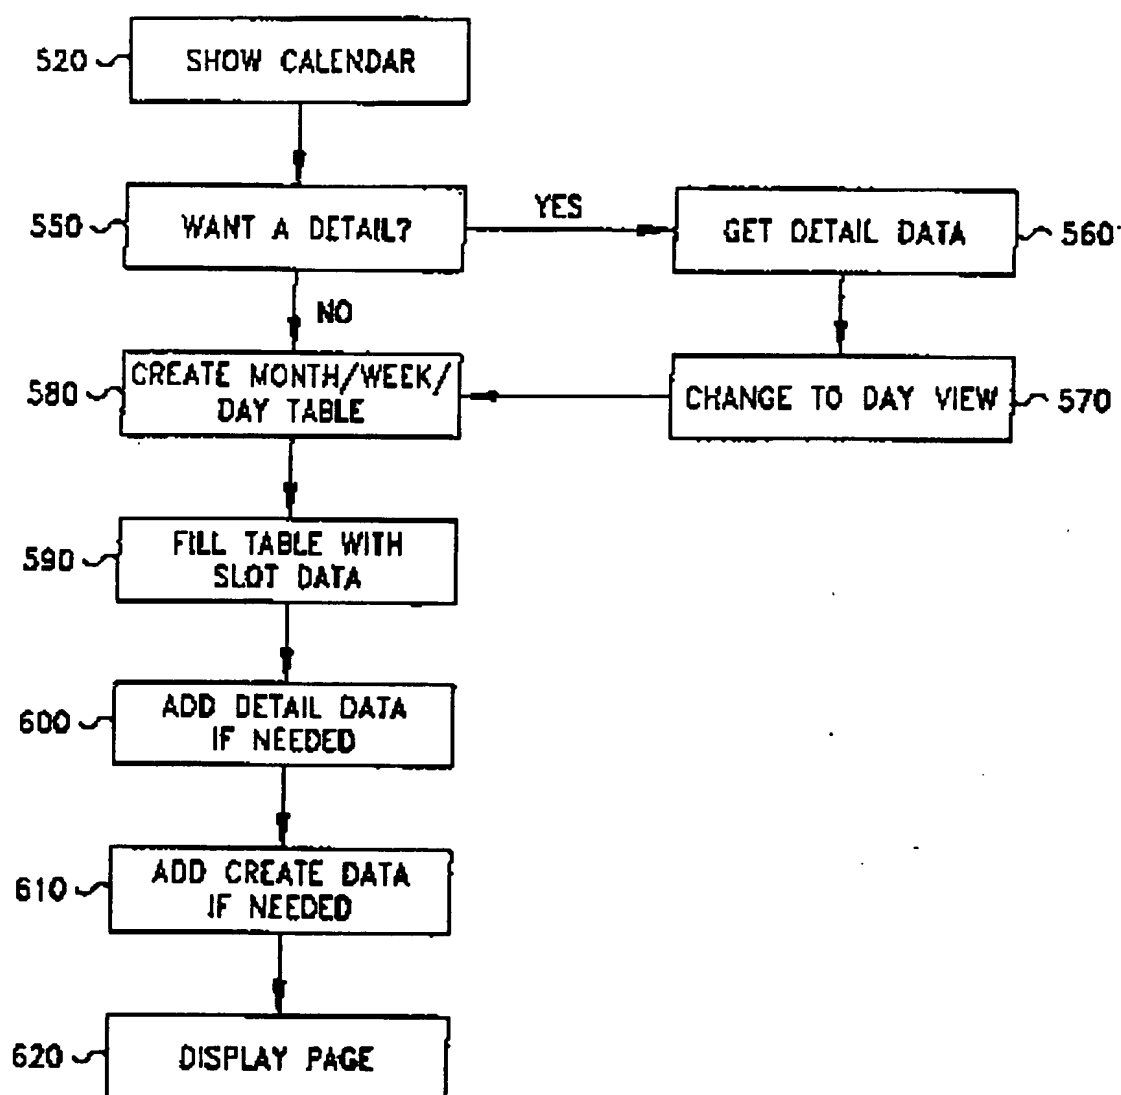 520
SHOW CALENDAR
550
WANT A DETAIL?
YES
GET DETAIL DATA
560
NO
580
CREATE MONTH/WEEK/
DAY TABLE
CHANGE TO DAY VIEW
570
590
FILL TABLE WITH
SLOT DATA
600
ADD DETAIL DATA
IF NEEDED
610
ADD CREATE DATA
IF NEEDED
620
DISPLAY PAGE